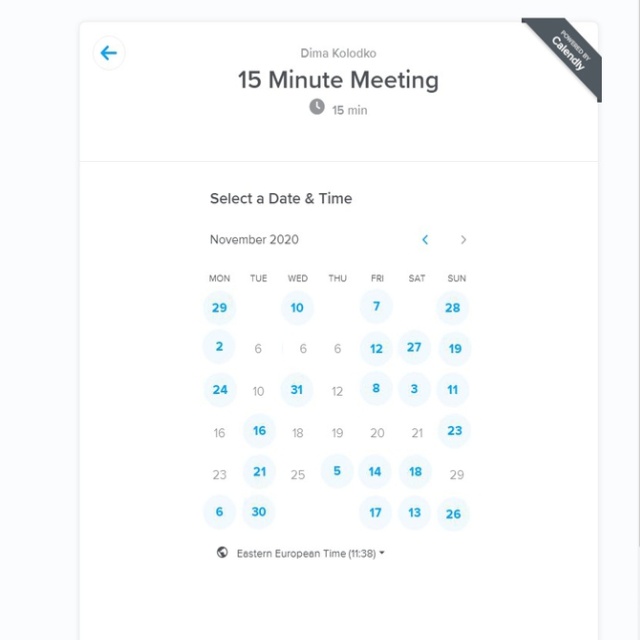 Dima Kolodko
15 Minute Meeting
15 min
POWERED BY
Calendly
Select a Date & Time
November 2020
MON TUE WED THU FRI SAT SUN
29 10 7 28
2 6 6 6 12 27 19
24 10 31 12 8 3 11
16 16 18 19 20 21 23
23 21 25 5 14 18 29
6 30 17 13 26
Eastern European Time (11:38)